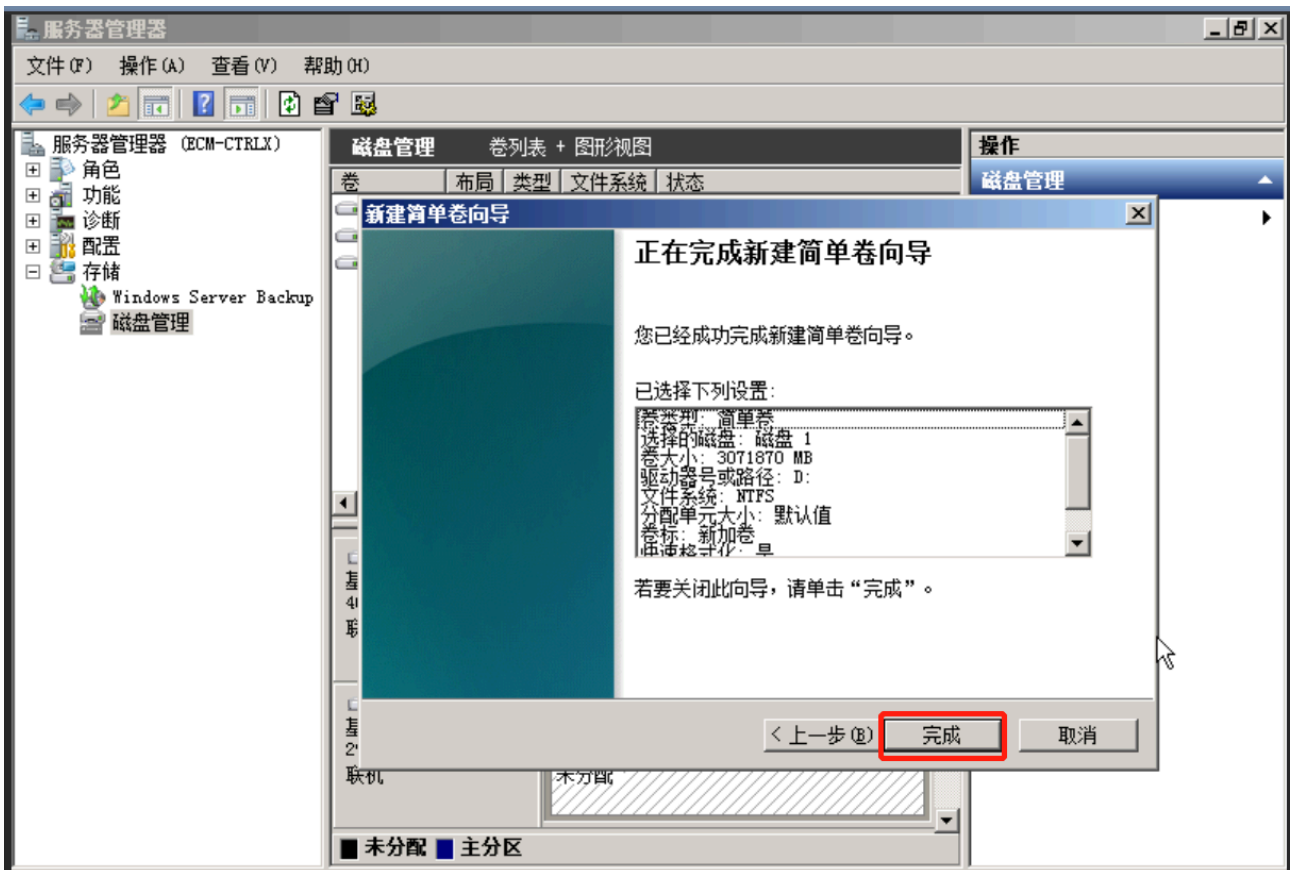 服务器管理器
文件(F) 操作(A) 查看(V) 帮助(H)
服务器管理器 (ECM-CTRLX)
角色
功能
诊断
配置
存储
Windows Server Backup
磁盘管理
磁盘管理 卷列表 + 图形视图
卷 布局 类型 文件系统 状态
操作
磁盘管理
新建简单卷向导
正在完成新建简单卷向导
您已经成功完成新建简单卷向导。
已选择下列设置:
卷类型: 简单卷
选择的磁盘: 磁盘 1
卷大小: 3071870 MB
驱动器号或路径: D:
文件系统: NTFS
分配单元大小: 默认值
卷标: 新加卷
快速格式化: 是
若要关闭此向导，请单击“完成”。
< 上一步(B) 完成 取消
联机
未分配
未分配 主分区